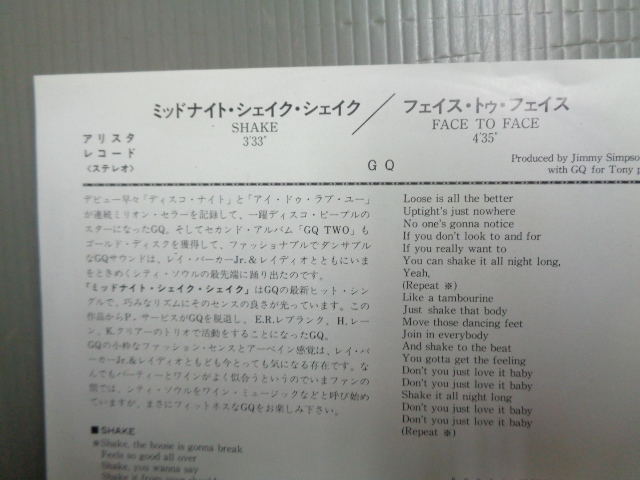 ミッドナイト・シェイク・シェイク／フェイス・トゥ・フェイス
SHAKE FACE TO FACE
3'33" 4'35"
アリスタ
レコード
〈ステレオ〉
GQ
Produced by Jimmy Simpso
with GQ for Tony p
デビュー早々「ディスコ・ナイト」と「アイ・ドゥ・ラブ・ユー」
が連続ミリオン・セラーを記録して、一躍ディスコ・ピープルの
スターになったGQ。そしてセカンド・アルバム「GQ TWO」も
ゴールド・ディスクを獲得して、ファッショナブルでダンサブル
なGQサウンドは、レイ・パーカーJr.&レイディオとともにいま
をときめくシティ・ソウルの最先端に踊り出たのです。
「ミッドナイト・シェイク・シェイク」はGQの最新ヒット・シン
グルで、巧みなリズムにそのセンスの良さが光っています。この
作品からP.サービスがGQを脱退し、E.R.レブランク、H.レー
ン、K.クリアーのトリオで活動をすることになったGQ。
GQの小粋なファッション・センスとアーベイン感覚は、レイ・パ
ーカーJr.&レイディオともども今とっても気になる存在です。な
んでもパーティーとワインがよく似合うというのでいまファンの
間では、シティ・ソウルをワイン・ミュージックなどと呼び始め
ていますが、まさにフィットネスなGQをお楽しみ下さい。
■SHAKE
※Shake, the house is gonna break
Feels so good all over
Shake, you wanna say
Shake it from your
Loose is all the better
Uptight's just nowhere
No one's gonna notice
If you don't look to and for
If you really want to
You can shake it all night long,
Yeah,
(Repeat ※)
Like a tambourine
Just shake that body
Move those dancing feet
Join in everybody
And shake to the beat
You gotta get the feeling
Don't you just love it baby
Don't you just love it baby
Shake it all night long
Don't you just love it baby
Don't you just love it baby
(Repeat ※)